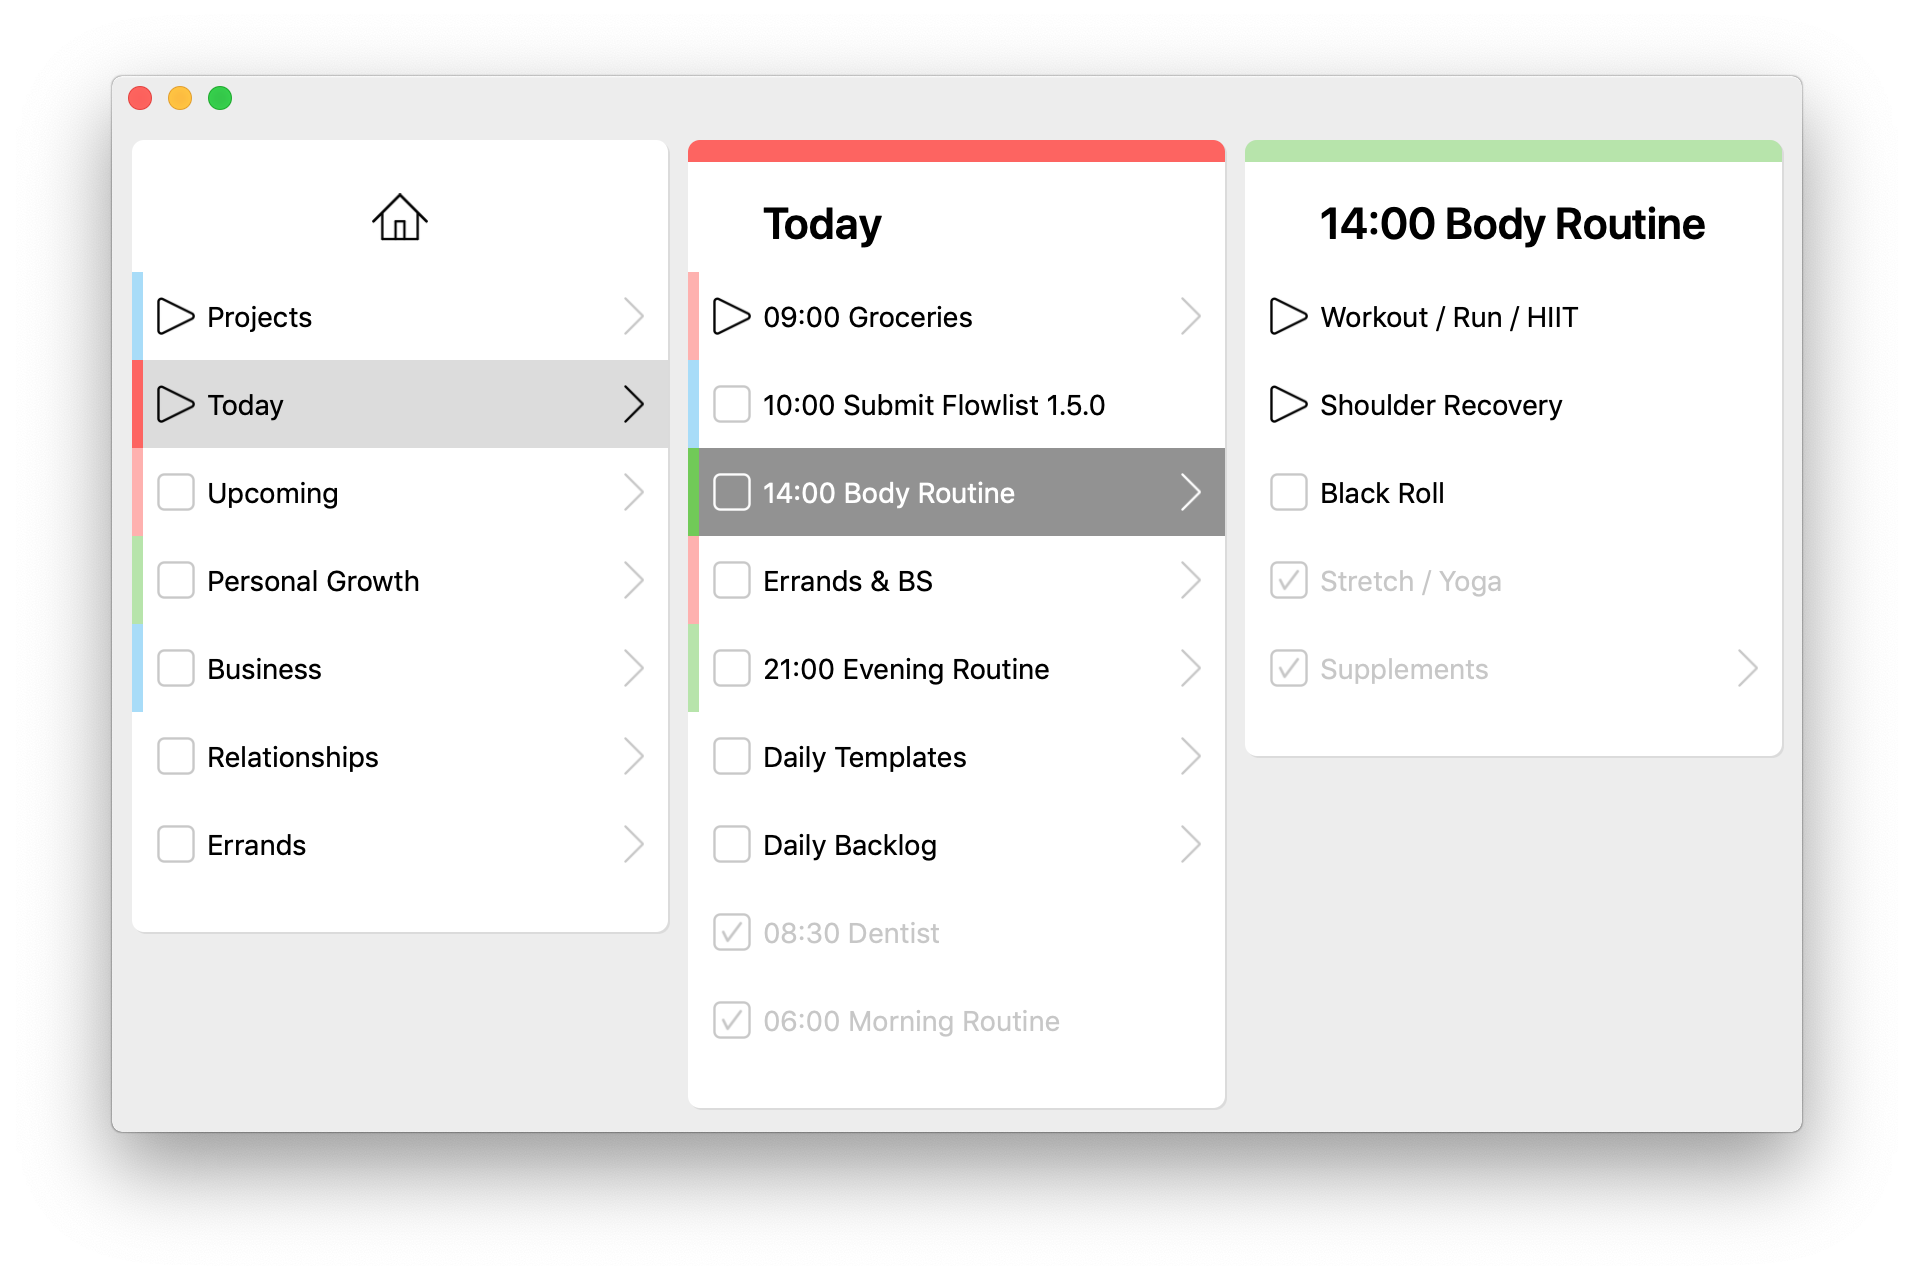 Projects
Today
Upcoming
Personal Growth
Business
Relationships
Errands
Today
09:00 Groceries
10:00 Submit Flowlist 1.5.0
14:00 Body Routine
Errands & BS
21:00 Evening Routine
Daily Templates
Daily Backlog
08:30 Dentist
06:00 Morning Routine
14:00 Body Routine
Workout / Run / HIIT
Shoulder Recovery
Black Roll
Stretch / Yoga
Supplements